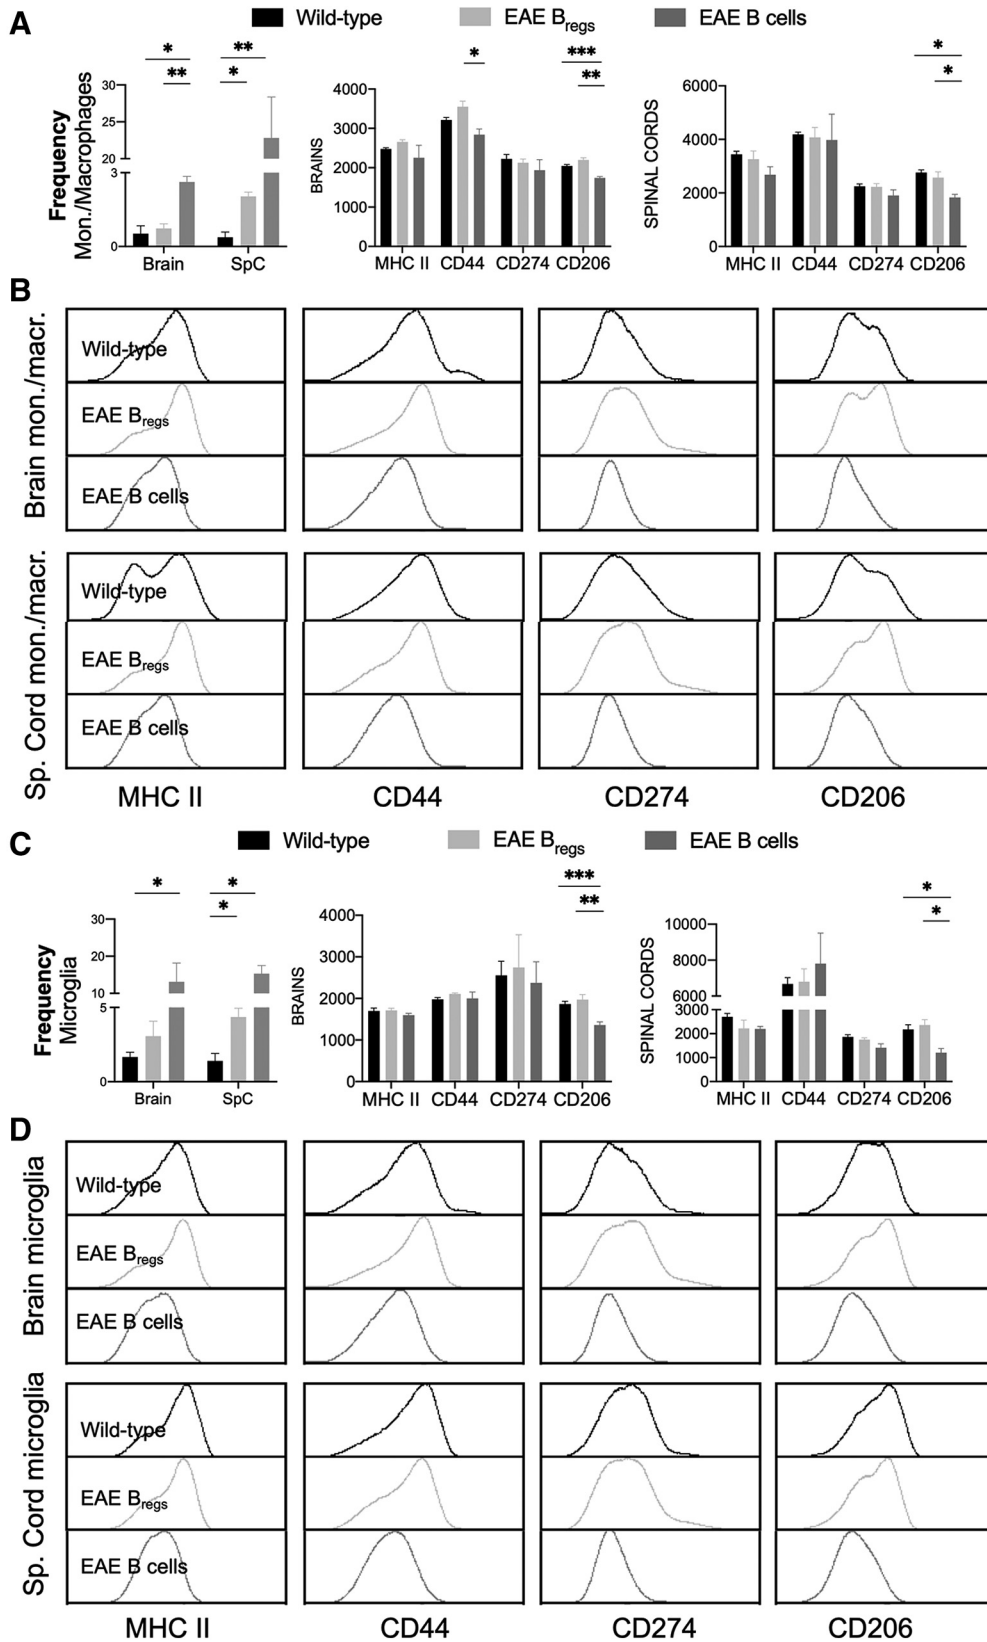 A
Wild-type EAE Bregs EAE B cells
Frequency
Mon./Macrophages
30
25
20
3
0
* **
** *
Brain SpC
BRAINS
4000
3000
2000
1000
0
* ***
**
MHC II CD44 CD274 CD206
SPINAL CORDS
6000
4000
2000
0
*
*
MHC II CD44 CD274 CD206
B
Brain mon./macr.
Wild-type
EAE Bregs
EAE B cells
Sp. Cord mon./macr.
Wild-type
EAE Bregs
EAE B cells
MHC II CD44 CD274 CD206
C
Wild-type EAE Bregs EAE B cells
Frequency
Microglia
30
20
10
5
0
* *
*
Brain SpC
BRAINS
4000
3000
2000
1000
0
***
**
MHC II CD44 CD274 CD206
SPINAL CORDS
10000
8000
6000
3000
2000
1000
0
*
*
MHC II CD44 CD274 CD206
D
Brain microglia
Wild-type
EAE Bregs
EAE B cells
Sp. Cord microglia
Wild-type
EAE Bregs
EAE B cells
MHC II CD44 CD274 CD206